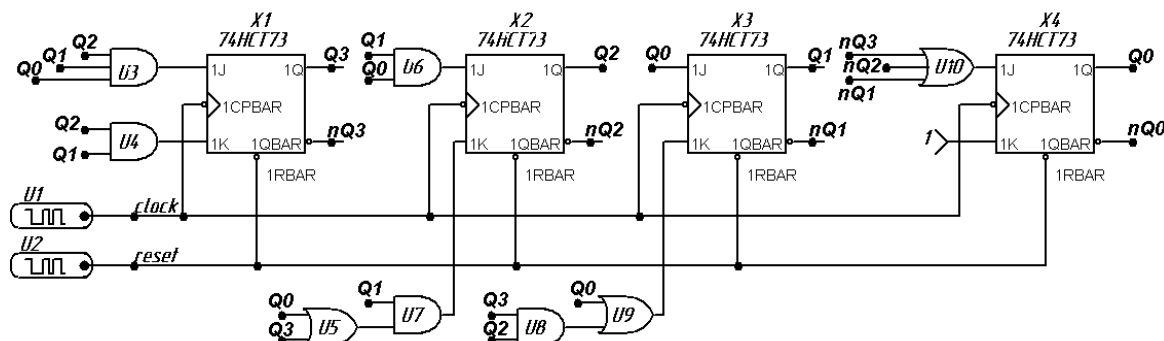 X1 X2 X3 X4
74HCT73 74HCT73 74HCT73 74HCT73
Q2 Q1 Q0 U3 1J 1Q Q3
Q1 Q0 U6 1J 1Q Q2
Q0 1J 1Q Q1
nQ3 nQ2 nQ1 U10 1J 1Q Q0
1CPBAR 1CPBAR 1CPBAR 1CPBAR
Q2 Q1 U4 1K 1QBAR nQ3
1K 1QBAR nQ2
1K 1QBAR nQ1
1 1K 1QBAR nQ0
1RBAR 1RBAR 1RBAR 1RBAR
U1 clock
U2 reset
Q0 Q3 U5 Q1 U7
Q3 Q2 U8 Q0 U9